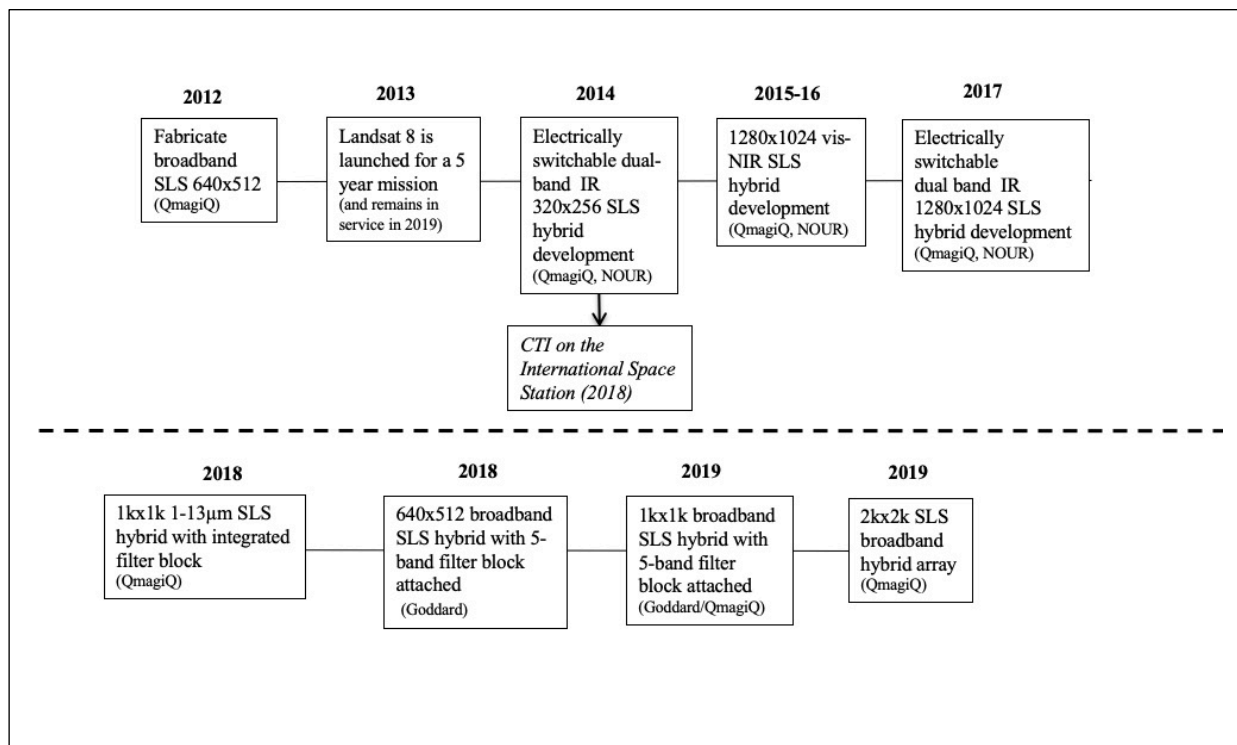 2012
Fabricate
broadband
SLS 640x512
(QmagiQ)
2013
Landsat 8 is
launched for a 5
year mission
(and remains in
service in 2019)
2014
Electrically
switchable dual-
band IR
320x256 SLS
hybrid
development
(QmagiQ, NOUR)
CTI on the
International Space
Station (2018)
2015-16
1280x1024 vis-
NIR SLS
hybrid
development
(QmagiQ, NOUR)
2017
Electrically
switchable
dual band IR
1280x1024 SLS
hybrid development
(QmagiQ, NOUR)
2018
1kx1k 1-13µm SLS
hybrid with integrated
filter block
(QmagiQ)
2018
640x512 broadband
SLS hybrid with 5-
band filter block
attached
(Goddard)
2019
1kx1k broadband
SLS hybrid with
5-band filter
block attached
(Goddard/QmagiQ)
2019
2kx2k SLS
broadband
hybrid array
(QmagiQ)